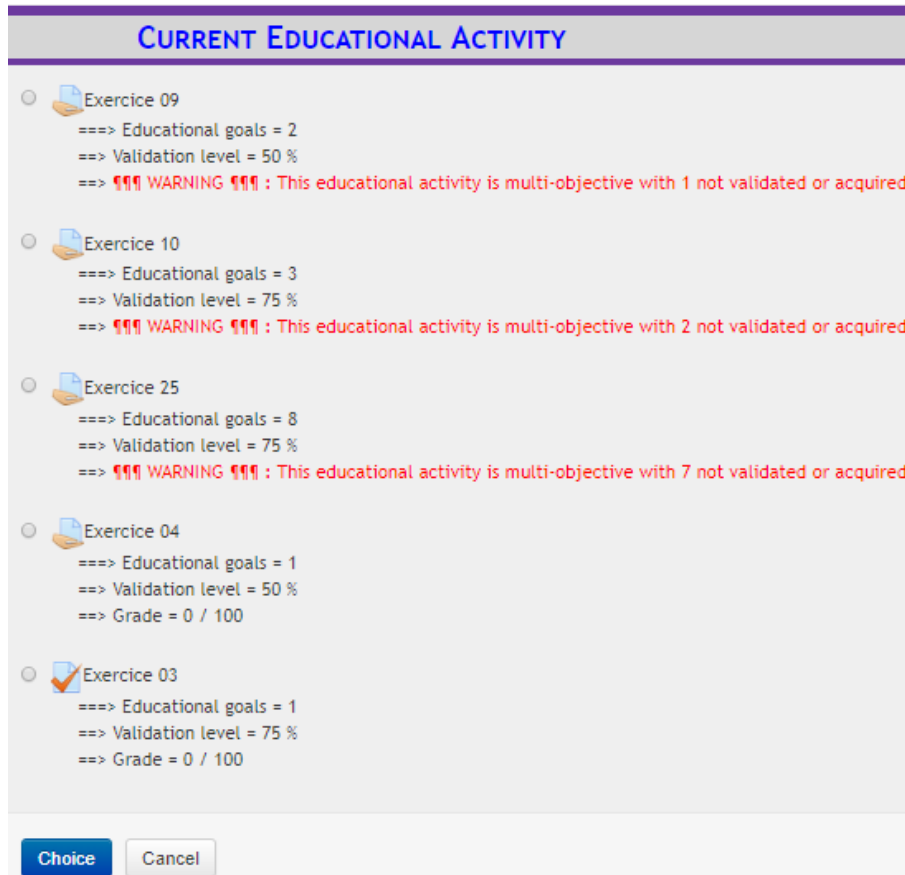 CURRENT EDUCATIONAL ACTIVITY
Exercice 09
===> Educational goals = 2
==> Validation level = 50 %
==> ¶¶¶ WARNING ¶¶¶ : This educational activity is multi-objective with 1 not validated or acquired
Exercice 10
===> Educational goals = 3
==> Validation level = 75 %
==> ¶¶¶ WARNING ¶¶¶ : This educational activity is multi-objective with 2 not validated or acquired
Exercice 25
===> Educational goals = 8
==> Validation level = 75 %
==> ¶¶¶ WARNING ¶¶¶ : This educational activity is multi-objective with 7 not validated or acquired
Exercice 04
===> Educational goals = 1
==> Validation level = 50 %
==> Grade = 0 / 100
Exercice 03
===> Educational goals = 1
==> Validation level = 75 %
==> Grade = 0 / 100
Choice Cancel